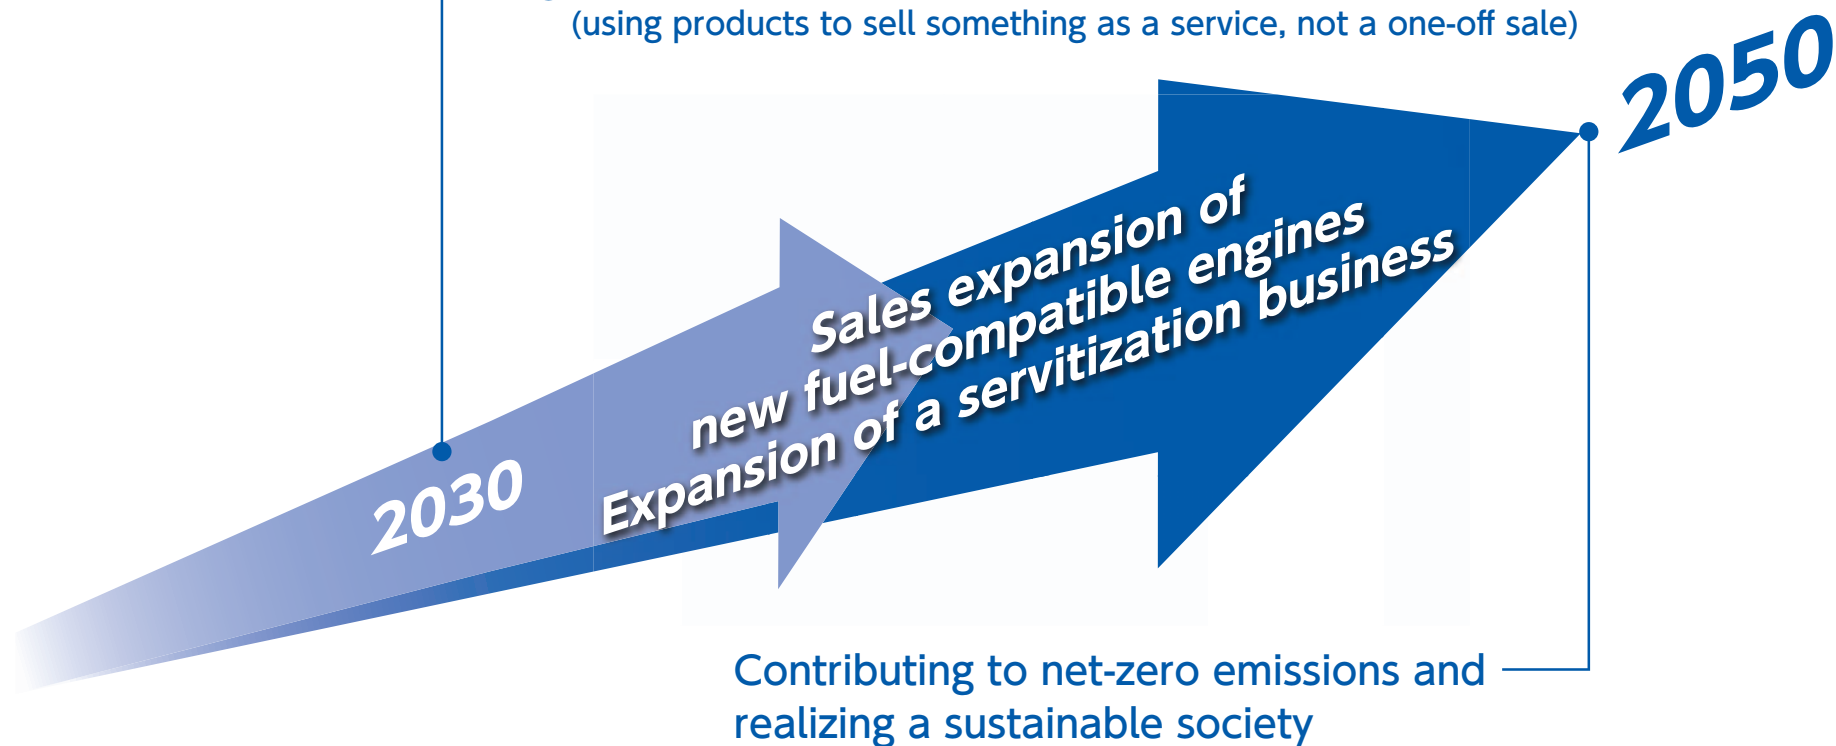 (using products to sell something as a service, not a one-off sale)
2050
Sales expansion of
new fuel-compatible engines
Expansion of a servitization business
2030
Contributing to net-zero emissions and
realizing a sustainable society